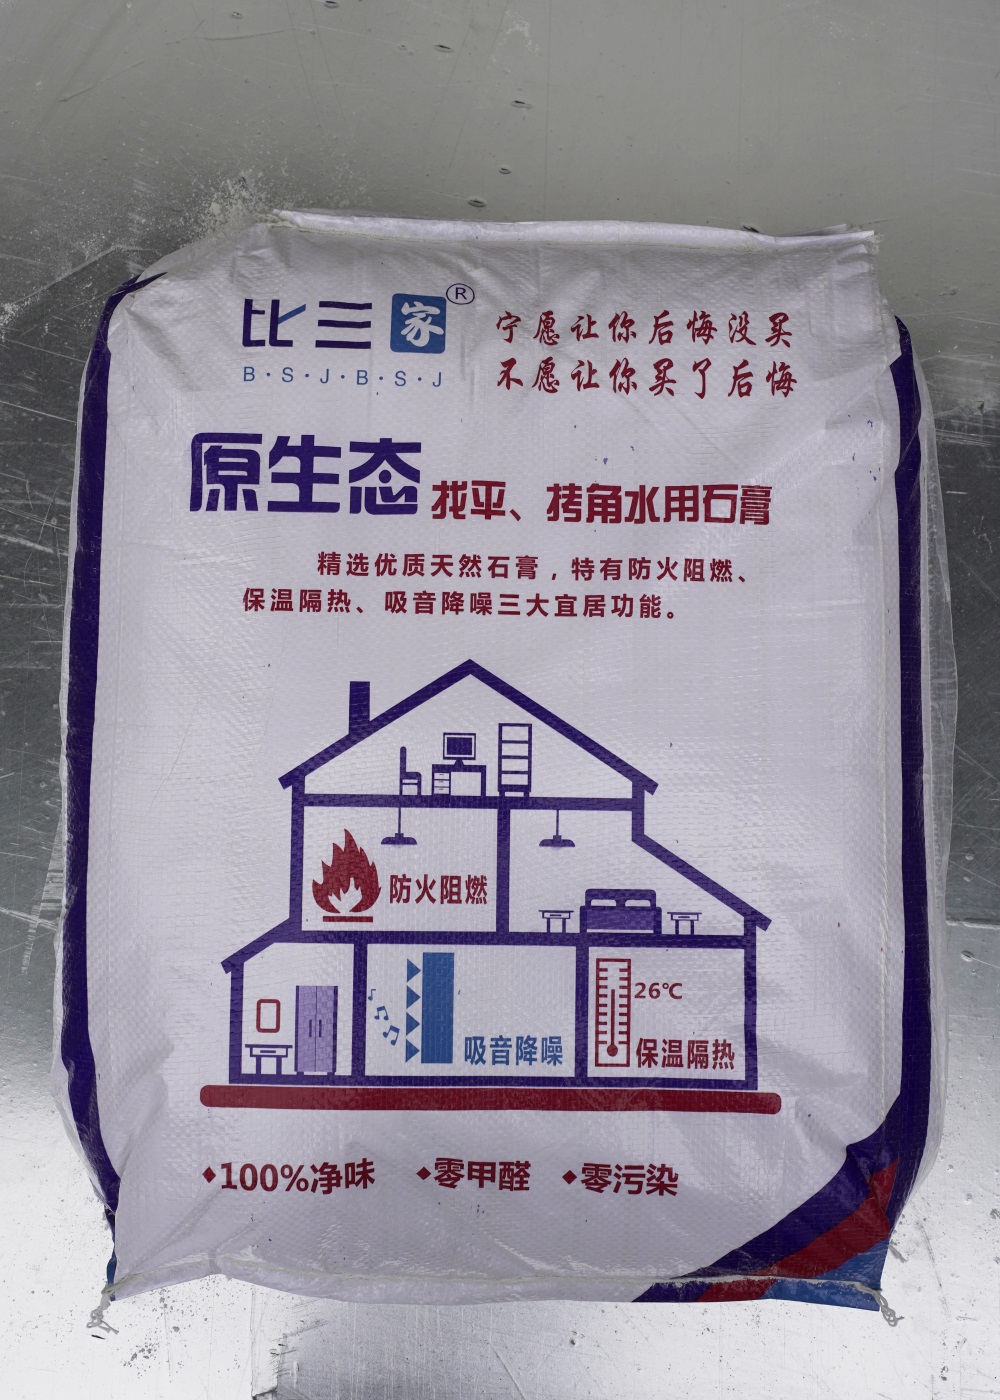 比三家®
B·S·J·B·S·J
宁愿让你后悔没买
不愿让你买了后悔
原生态找平、拷角水用石膏
精选优质天然石膏，特有防火阻燃、
保温隔热、吸音降噪三大宜居功能。
防火阻燃
吸音降噪
26℃
保温隔热
◆100%净味 ◆零甲醛 ◆零污染